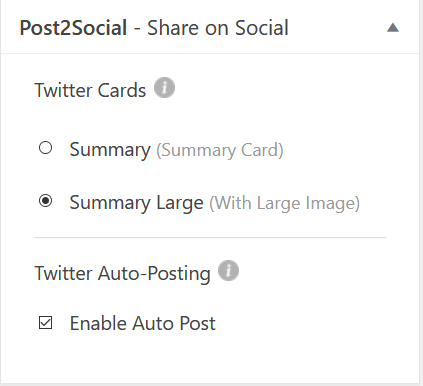 Post2Social - Share on Social
Twitter Cards
Summary (Summary Card)
Summary Large (With Large Image)
Twitter Auto-Posting
Enable Auto Post